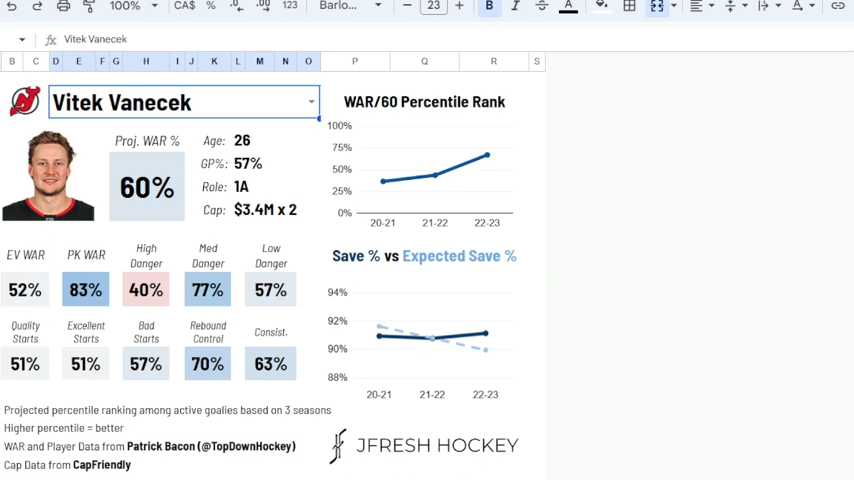 100% CA$ % .0 .00 123 Barlo... 23 B I A A
fx Vitek Vanecek
B C D E F G H I J K L M N O P Q R S
Vitek Vanecek
WAR/60 Percentile Rank
Proj. WAR %
60%
Age: 26
GP%: 57%
Role: 1A
Cap: $3.4M x 2
100%
75%
50%
25%
0%
20-21 21-22 22-23
EV WAR PK WAR High Danger Med Danger Low Danger
52% 83% 40% 77% 57%
Quality Starts Excellent Starts Bad Starts Rebound Control Consist.
51% 51% 57% 70% 63%
Save % vs Expected Save %
94%
92%
90%
88%
20-21 21-22 22-23
Projected percentile ranking among active goalies based on 3 seasons
Higher percentile = better
WAR and Player Data from Patrick Bacon (@TopDownHockey)
Cap Data from CapFriendly
JFRESH HOCKEY